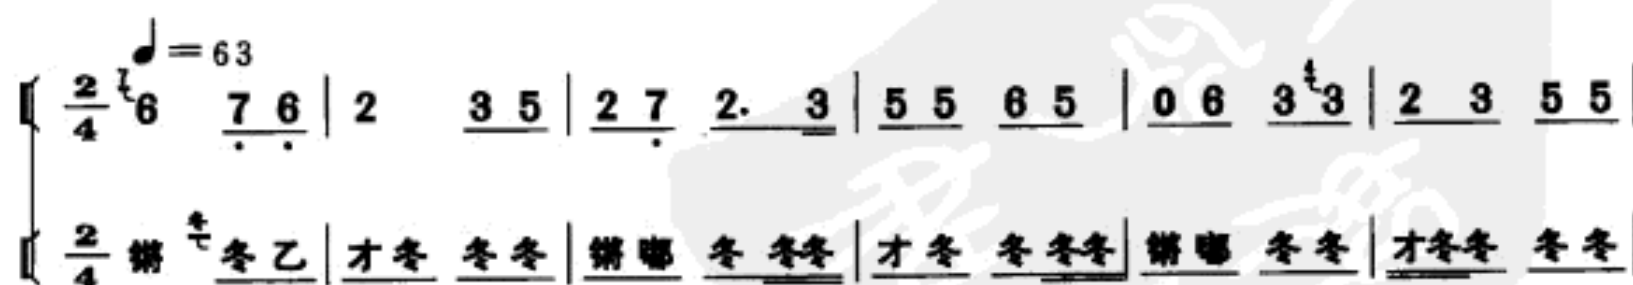 ♩=63
2/4 6 7 6 | 2 3 5 | 2 7 2. 3 | 5 5 6 5 | 0 6 3 3 | 2 3 5 5
2/4 锵 冬 冬 乙 | 才 冬 冬 冬 | 锵 嘟 冬 冬冬 | 才 冬 冬 冬冬 | 锵 嘟 冬 冬 | 才冬冬 冬 冬